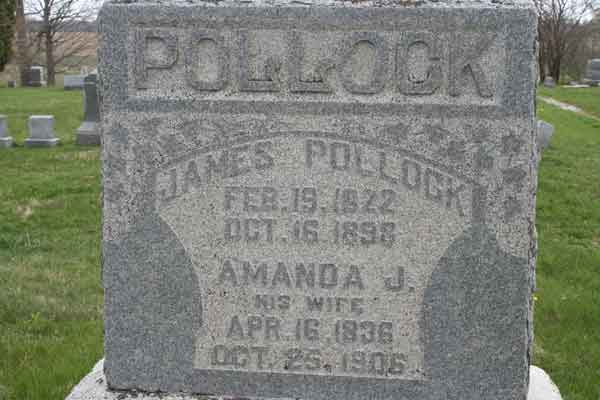 POLLOCK
JAMES POLLOCK
FEB. 19. 1822
OCT. 16. 1898
AMANDA J.
HIS WIFE
APR. 16. 1836
OCT. 25. 1906